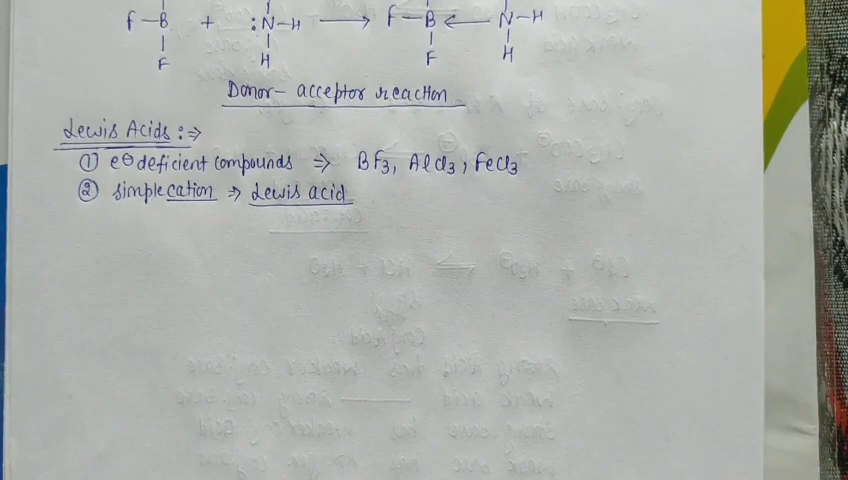 F-B + :N-H → F-B ← N-H
F H F H
Donor- acceptor reaction
Lewis Acids :⇒
① e⊖ deficient compounds ⇒ BF3, AlCl3, FeCl3
② simple cation ⇒ Lewis acid